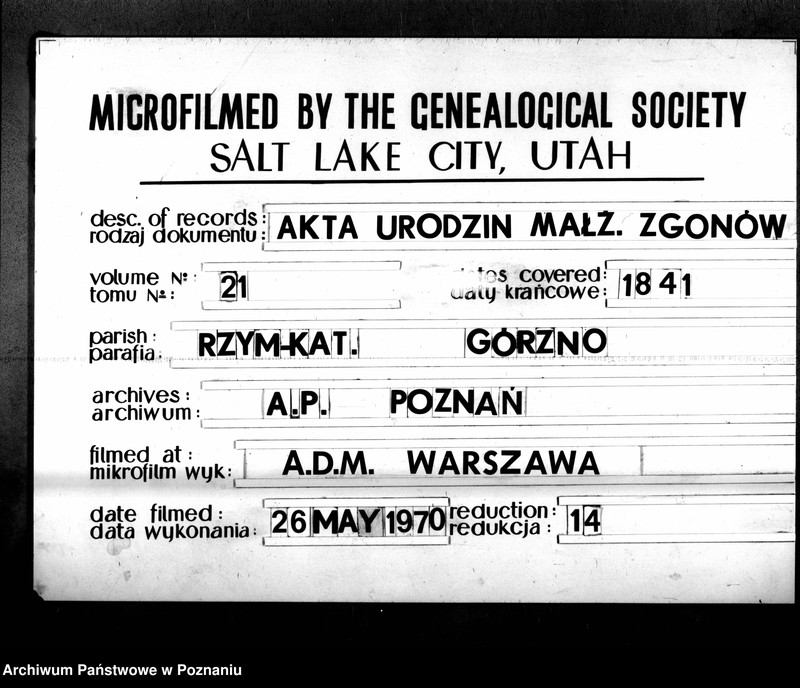 MICROFILMED BY THE GENEALOGICAL SOCIETY
SALT LAKE CITY, UTAH
desc. of records:
rodzaj dokumentu:
AKTA URODZIN MAŁŻ. ZGONÓW
volume No:
tomu No:
21
covered:
daty krańcowe:
1841
parish:
parafia:
RZYM-KAT. GÓRZNO
archives:
archiwum:
A.P. POZNAŃ
filmed at:
mikrofilm wyk:
A.D.M. WARSZAWA
date filmed:
data wykonania:
26 MAY 1970
reduction:
redukcja:
14
Archiwum Państwowe w Poznaniu